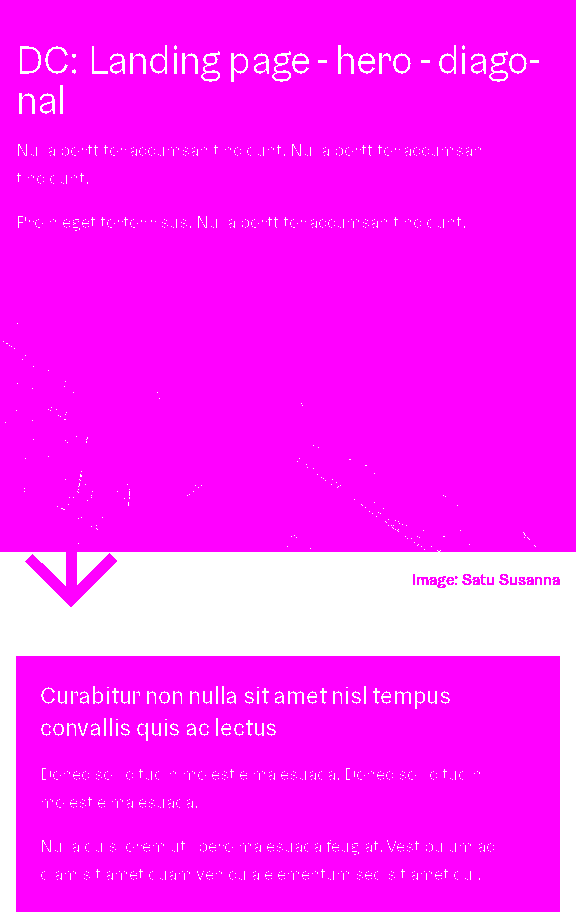 DC: Landing page - hero - diago-
nal
Nulla porttitor accumsan tincidunt. Nulla porttitor accumsan
tincidunt.
Proin eget tortor risus. Nulla porttitor accumsan tincidunt.
Image: Satu Susanna
Curabitur non nulla sit amet nisl tempus
convallis quis ac lectus
Donec sollicitudin molestie malesuada. Donec sollicitudin
molestie malesuada.
Nulla quis lorem ut libero malesuada feugiat. Vestibulum ac
diam sit amet quam vehicula elementum sed sit amet dui.